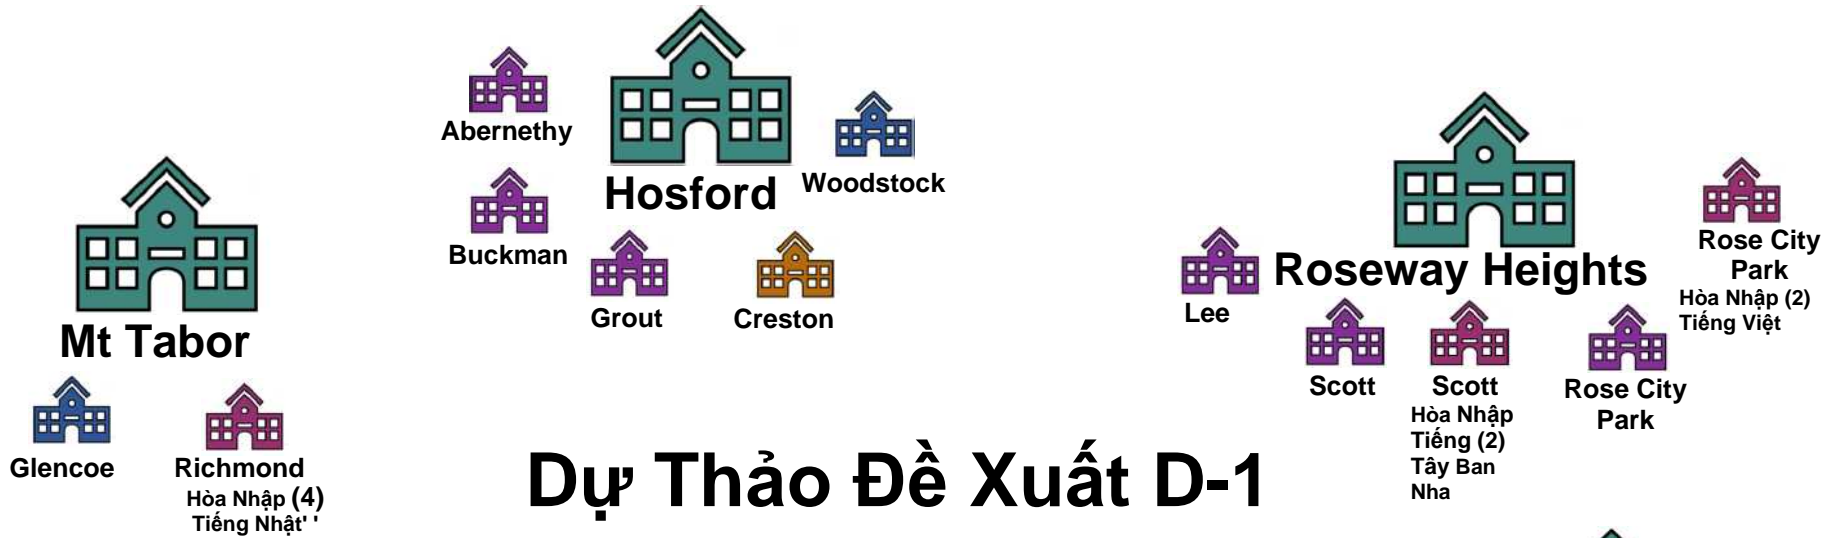 Abernethy
Hosford
Woodstock
Buckman
Grout
Creston
Mt Tabor
Glencoe
Richmond
Hòa Nhập (4)
Tiếng Nhật' '
Roseway Heights
Lee
Rose City
Park
Hòa Nhập (2)
Tiếng Việt
Scott
Scott
Hòa Nhập
Tiếng (2)
Tây Ban
Nha
Rose City
Park
Dự Thảo Đề Xuất D-1